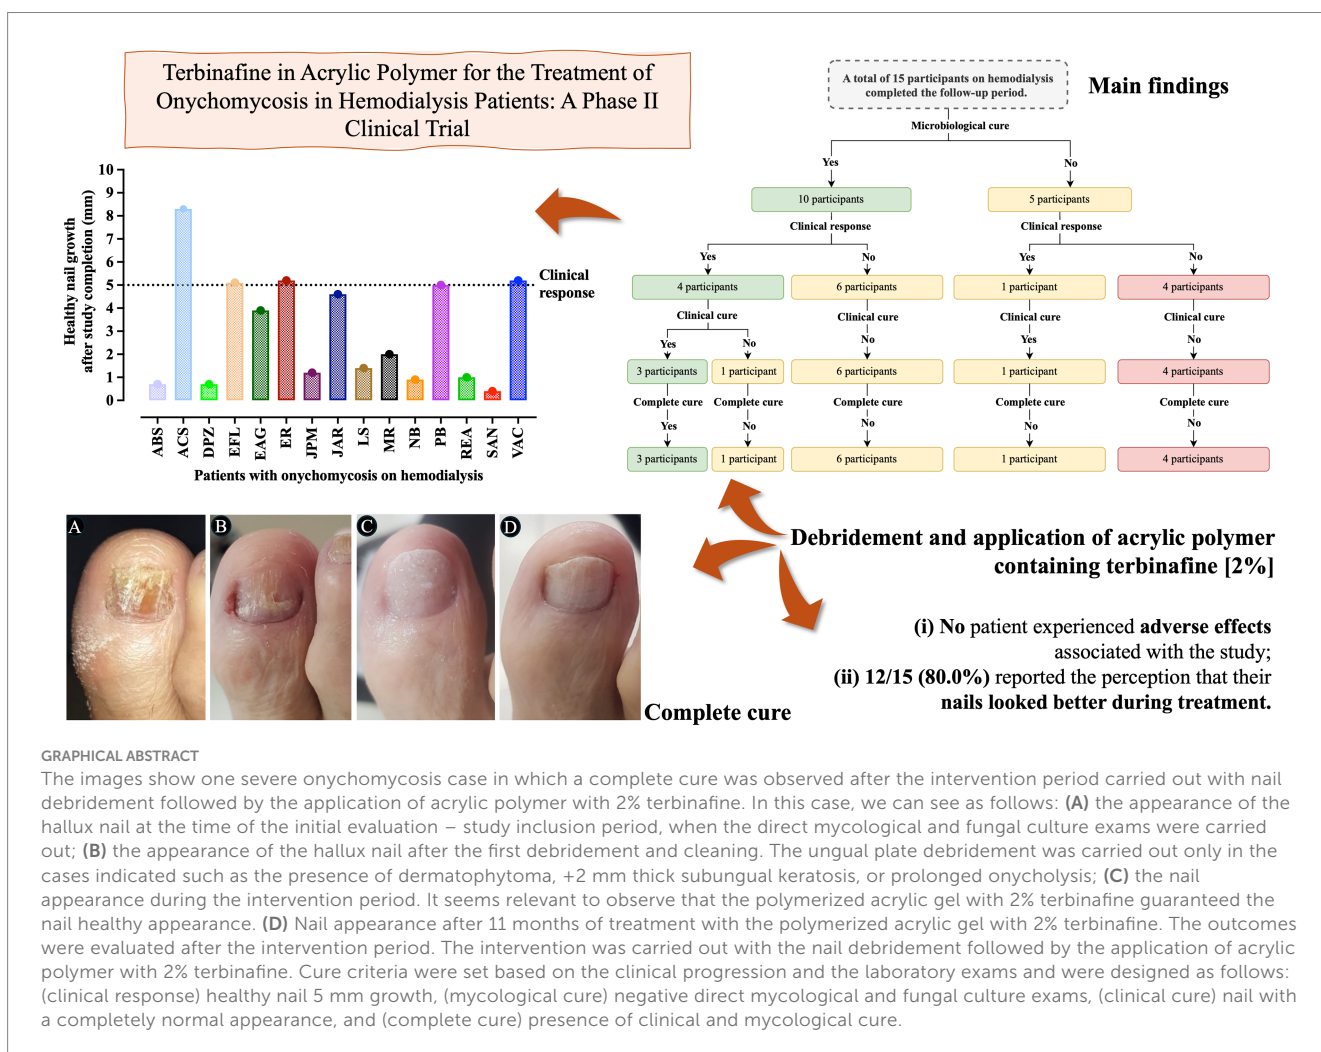 Terbinafine in Acrylic Polymer for the Treatment of
Onychomycosis in Hemodialysis Patients: A Phase II
Clinical Trial
Healthy nail growth
after study completion (mm)
10
9
8
7
6
5
4
3
2
1
0
Clinical
response
ABS
ACS
DPZ
EFL
EAG
ER
JPM
JAR
LS
MR
NB
PB
REA
SAN
VAC
Patients with onychomycosis on hemodialysis
A total of 15 participants on hemodialysis
completed the follow-up period.
Main findings
Microbiological cure
Yes No
10 participants 5 participants
Clinical response Clinical response
Yes No Yes No
4 participants 6 participants 1 participant 4 participants
Clinical cure Clinical cure Clinical cure Clinical cure
Yes No No Yes No
3 participants 1 participant 6 participants 1 participant 4 participants
Complete cure Complete cure Complete cure Complete cure Complete cure
Yes No No No No
3 participants 1 participant 6 participants 1 participant 4 participants
A B C D
Complete cure
Debridement and application of acrylic polymer
containing terbinafine [2%]
(i) No patient experienced adverse effects
associated with the study;
(ii) 12/15 (80.0%) reported the perception that their
nails looked better during treatment.
GRAPHICAL ABSTRACT
The images show one severe onychomycosis case in which a complete cure was observed after the intervention period carried out with nail
debridement followed by the application of acrylic polymer with 2% terbinafine. In this case, we can see as follows: (A) the appearance of the
hallux nail at the time of the initial evaluation – study inclusion period, when the direct mycological and fungal culture exams were carried
out; (B) the appearance of the hallux nail after the first debridement and cleaning. The ungual plate debridement was carried out only in the
cases indicated such as the presence of dermatophytoma, +2 mm thick subungual keratosis, or prolonged onycholysis; (C) the nail
appearance during the intervention period. It seems relevant to observe that the polymerized acrylic gel with 2% terbinafine guaranteed the
nail healthy appearance. (D) Nail appearance after 11 months of treatment with the polymerized acrylic gel with 2% terbinafine. The outcomes
were evaluated after the intervention period. The intervention was carried out with the nail debridement followed by the application of acrylic
polymer with 2% terbinafine. Cure criteria were set based on the clinical progression and the laboratory exams and were designed as follows:
(clinical response) healthy nail 5 mm growth, (mycological cure) negative direct mycological and fungal culture exams, (clinical cure) nail with
a completely normal appearance, and (complete cure) presence of clinical and mycological cure.